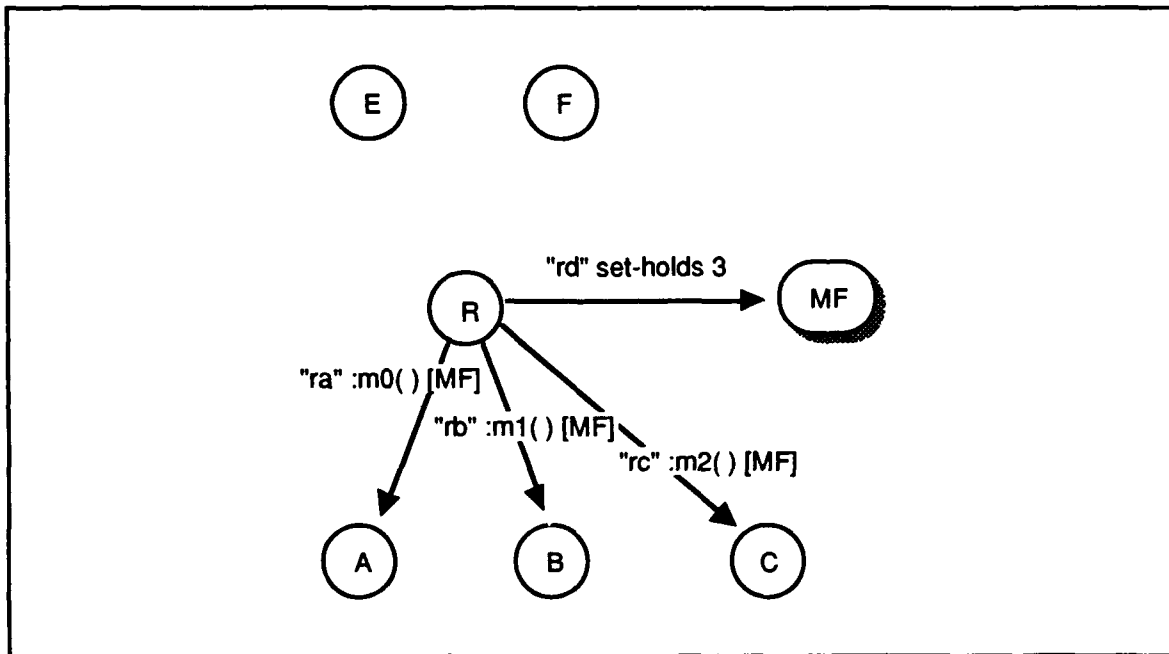 E
F
"rd" set-holds 3
R
MF
"ra" :m0( ) [MF]
"rb" :m1( ) [MF]
"rc" :m2( ) [MF]
A
B
C